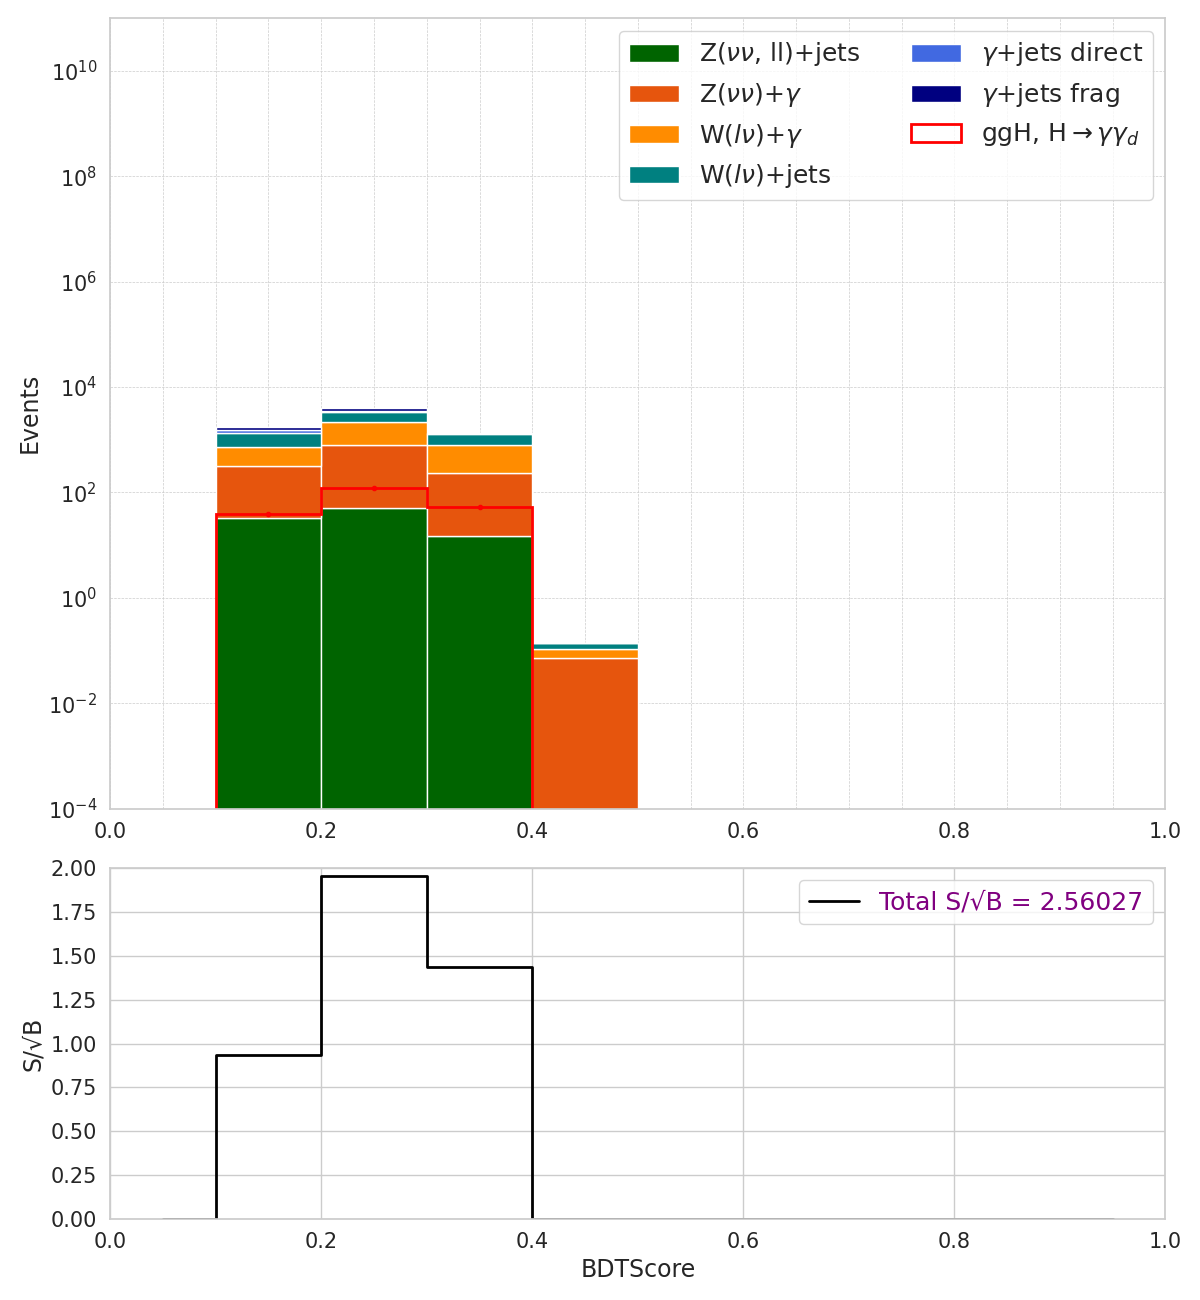 Z(νν, ll)+jets
Z(νν)+γ
W(lν)+γ
W(lν)+jets
γ+jets direct
γ+jets frag
ggH, H→γγ_d
Events
10^10
10^8
10^6
10^4
10^2
10^0
10^−2
10^−4
0.0 0.2 0.4 0.6 0.8 1.0
Total S/√B = 2.56027
S/√B
2.00
1.75
1.50
1.25
1.00
0.75
0.50
0.25
0.00
0.0 0.2 0.4 0.6 0.8 1.0
BDTScore